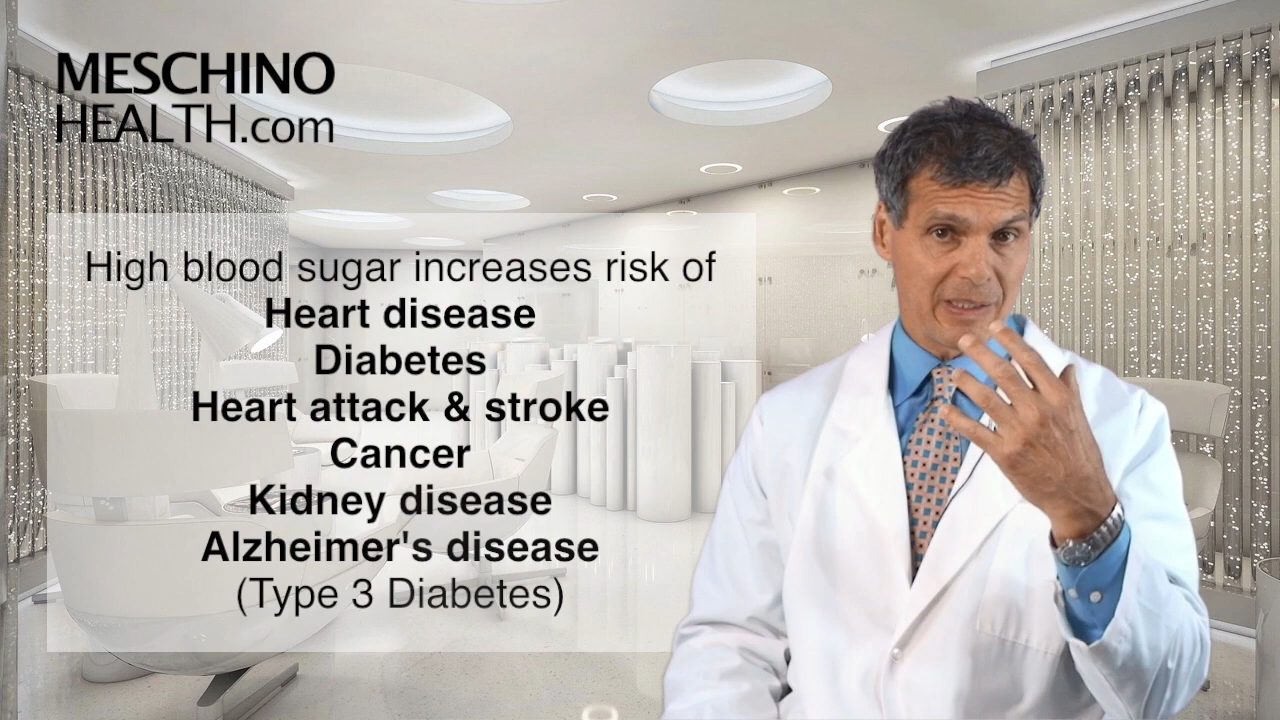 MESCHINO
HEALTH.com
High blood sugar increases risk of
Heart disease
Diabetes
Heart attack & stroke
Cancer
Kidney disease
Alzheimer's disease
(Type 3 Diabetes)